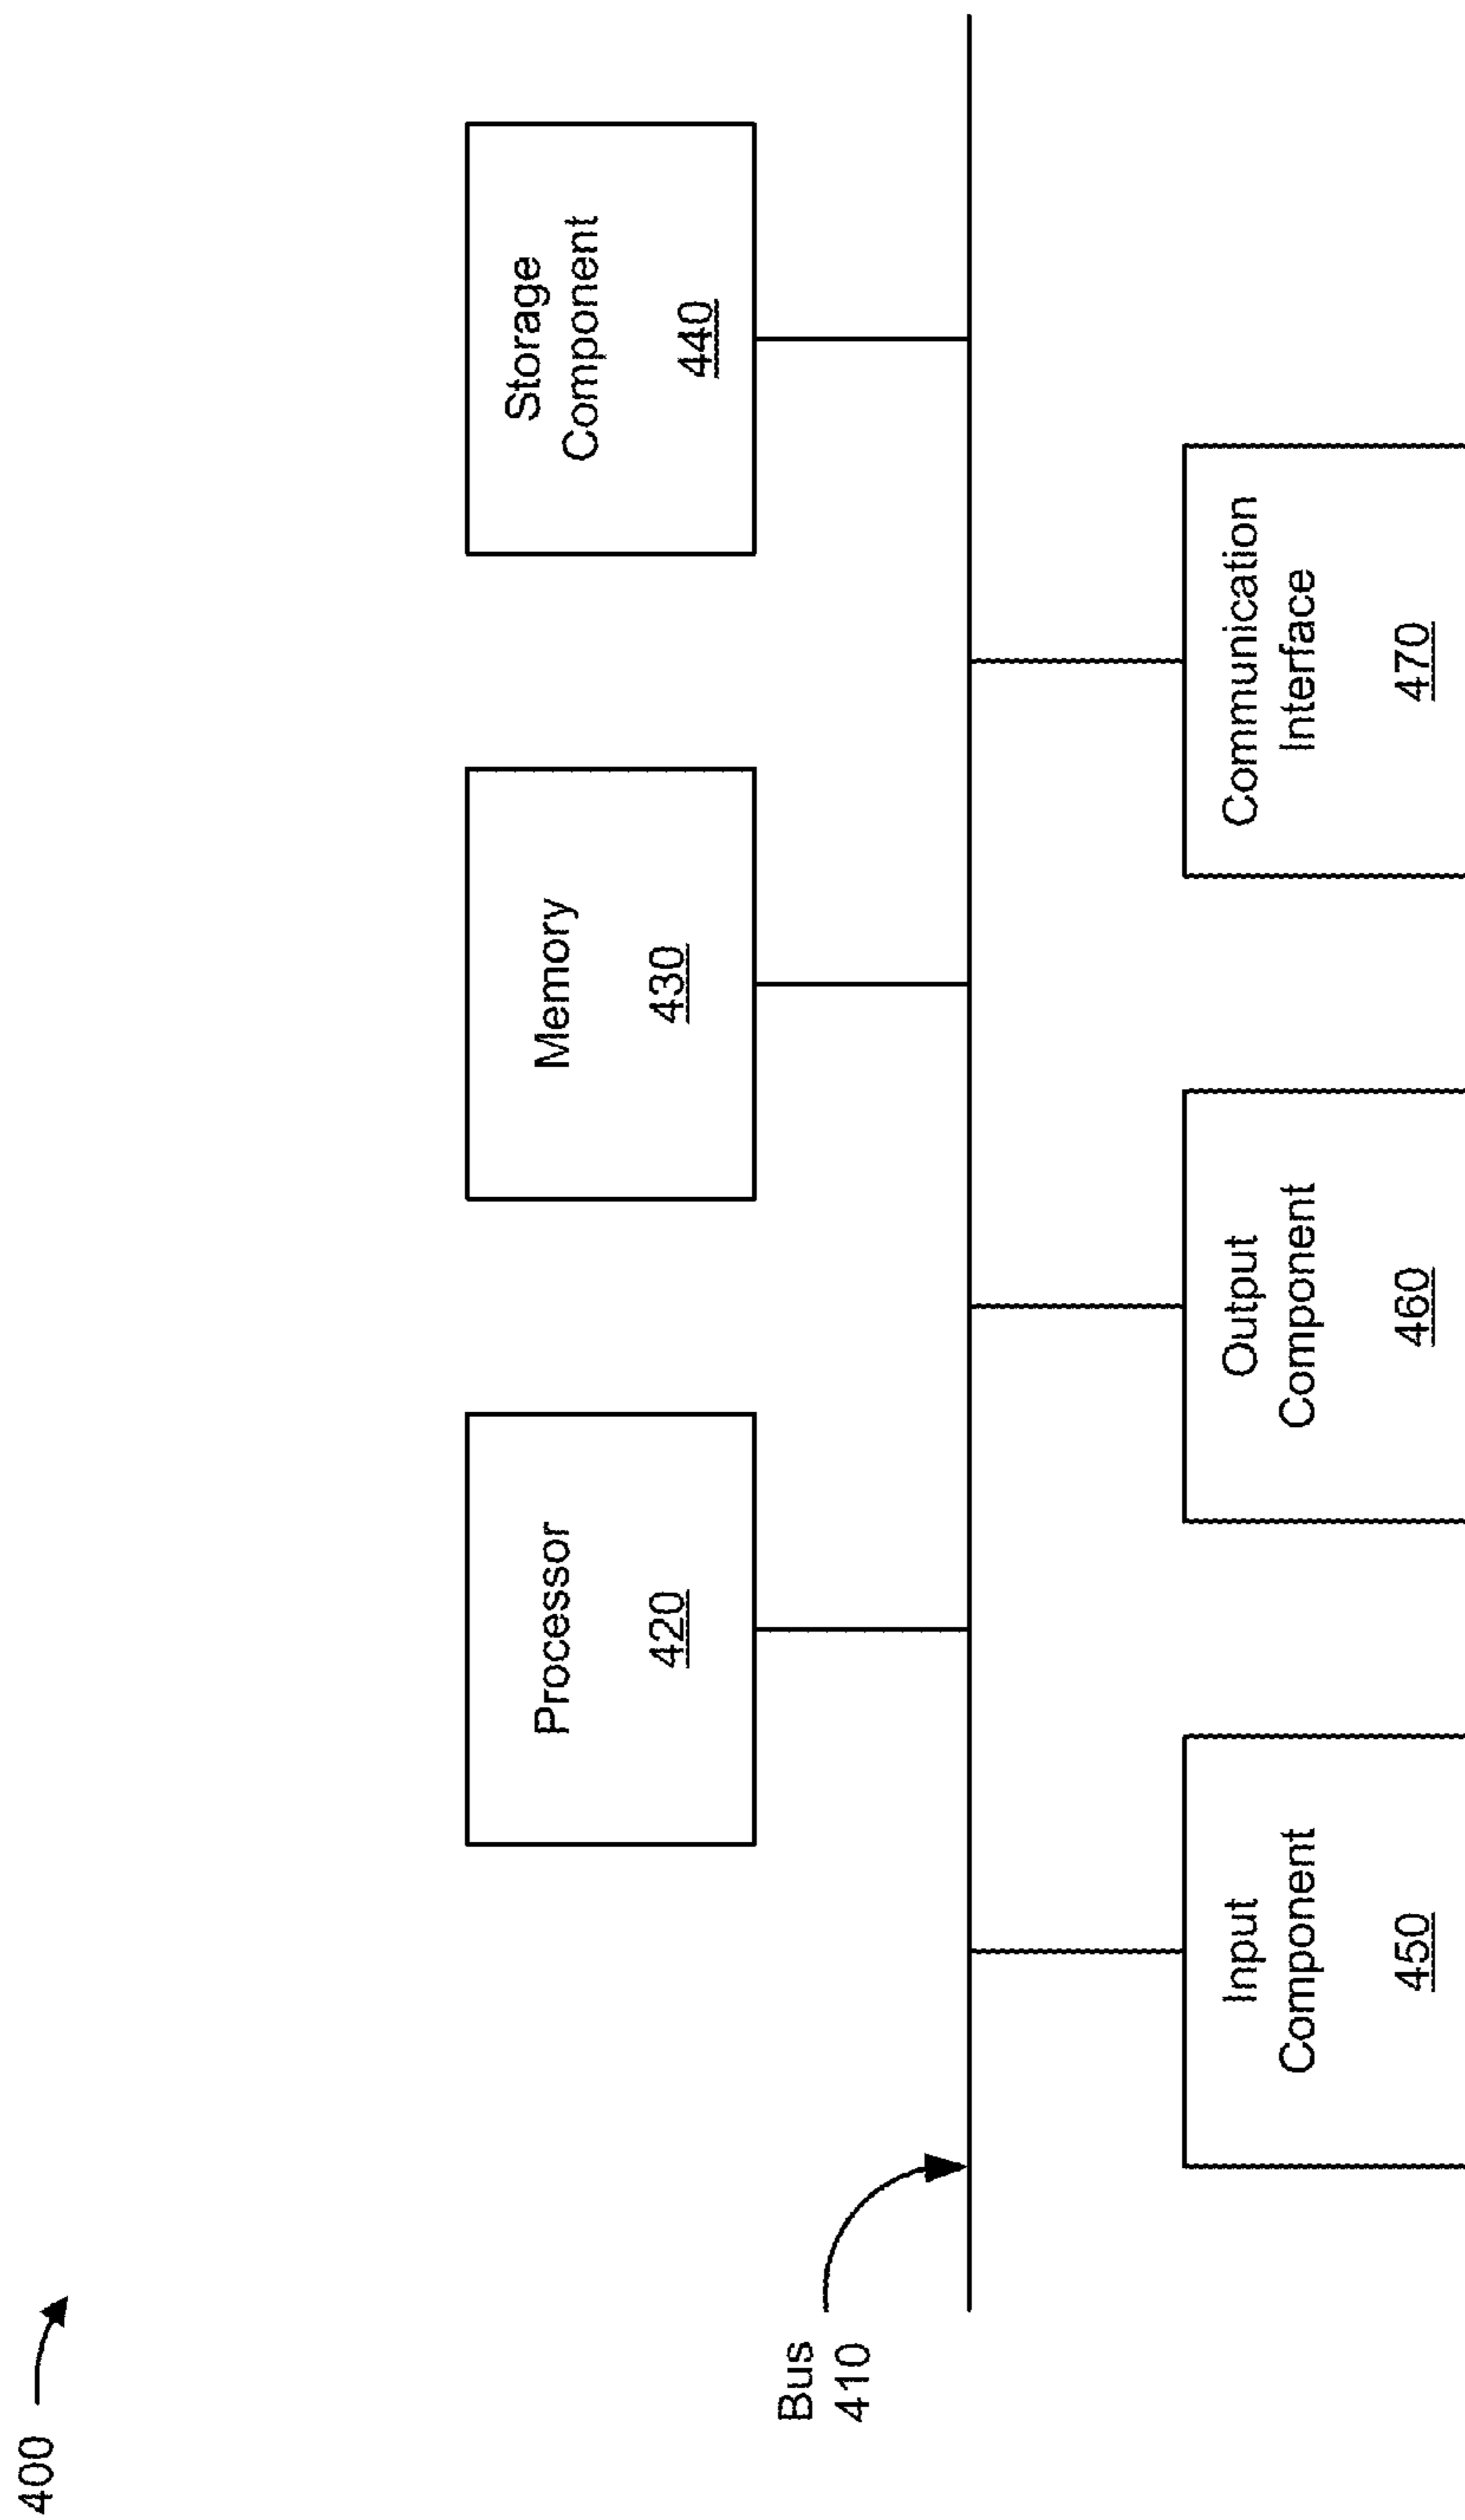 400
Processor
420
Memory
430
Storage
Component
440
Bus
410
Input
Component
450
Output
Component
460
Communication
Interface
470